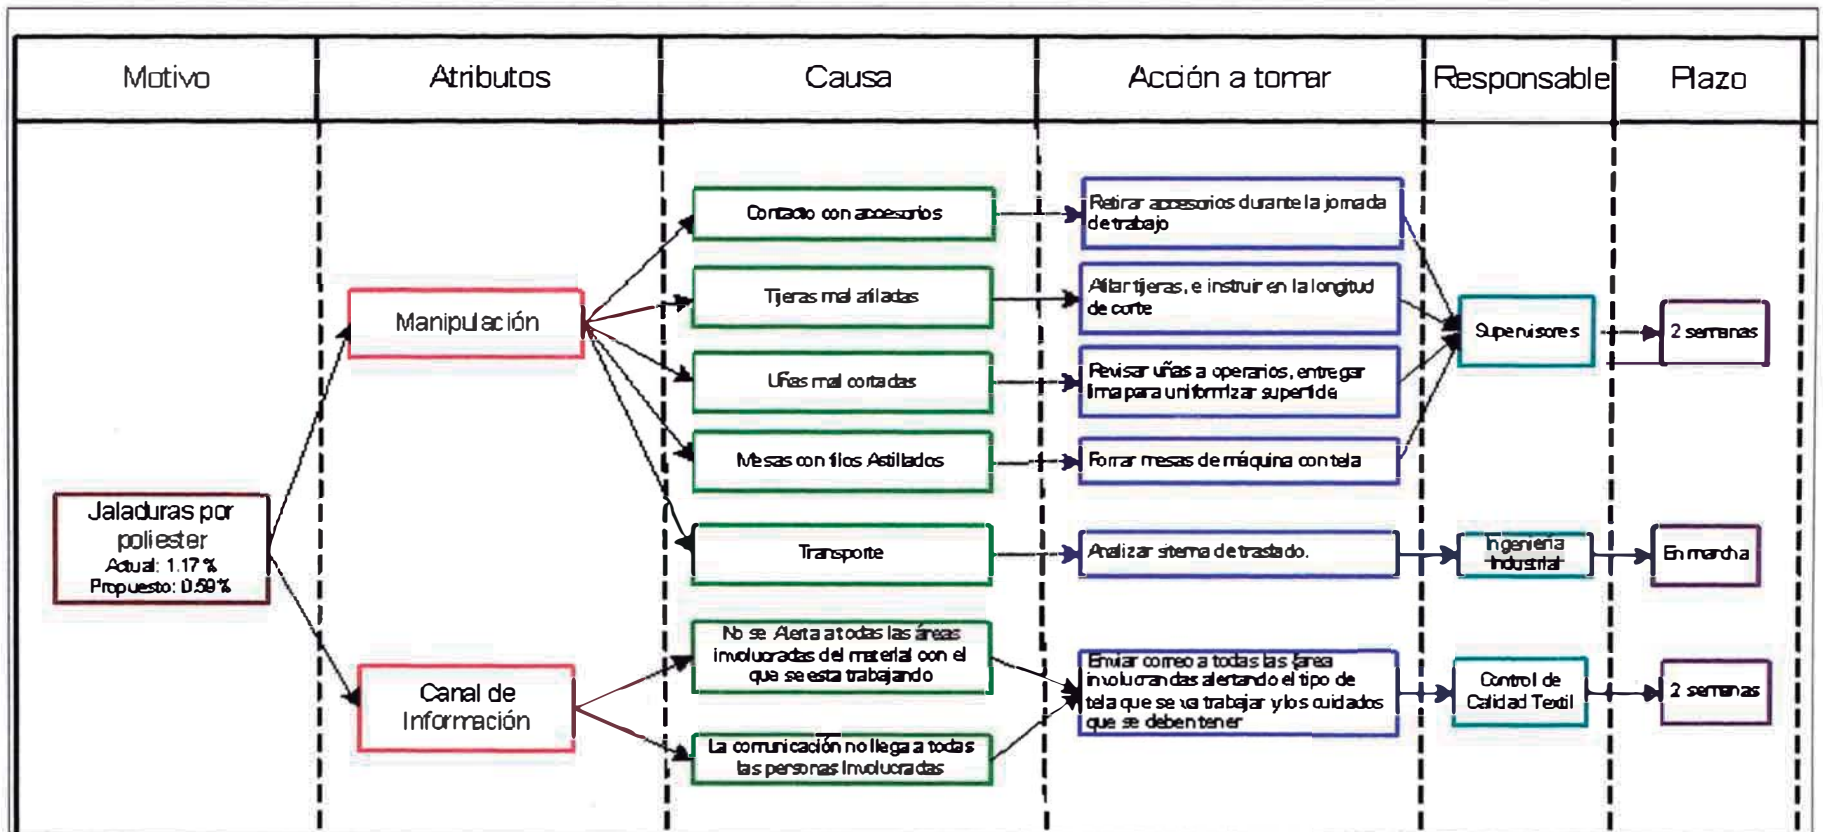 Motivo
Atributos
Causa
Acción a tomar
Responsable
Plazo
Jaladuras por
poliester
Actual: 1.17%
Propuesto: 0.59%
Manipulación
Canal de
Información
Contacto con accesorios
Tijeras mal afiladas
Uñas mal cortadas
Mesas con filos Astillados
Transporte
No se Alerta a todas las áreas
involucradas del material con el
que se esta trabajando
La comunicación no llega a todas
las personas Involucradas
Retirar accesorios durante la jornada
de trabajo
Afilar tijeras, e instruir en la longitud
de corte
Revisar uñas a operarios, entregar
lima para uniformizar superficie
Forrar mesas de máquina con tela
Analizar sitema de traslado.
Enviar correo a todas las área
involucrandas alertando el tipo de
tela que se va trabajar y los cuidados
que se deben tener
Supervisores
Ingeniería
Industrial
Control de
Calidad Textil
2 semanas
En marcha
2 semanas